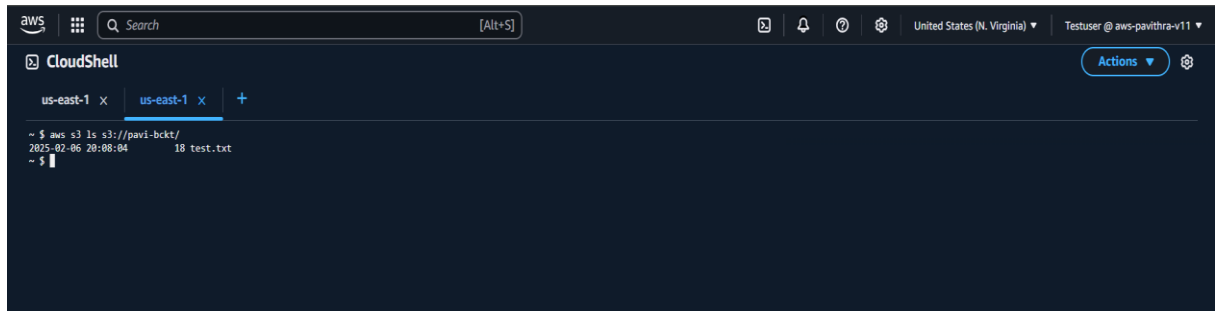 aws Search [Alt+S] United States (N. Virginia) ▼ Testuser @ aws-pavithra-v11 ▼
CloudShell Actions ▼
us-east-1 x us-east-1 x +
~ $ aws s3 ls s3://pavi-bckt/
2025-02-06 20:08:04 18 test.txt
~ $